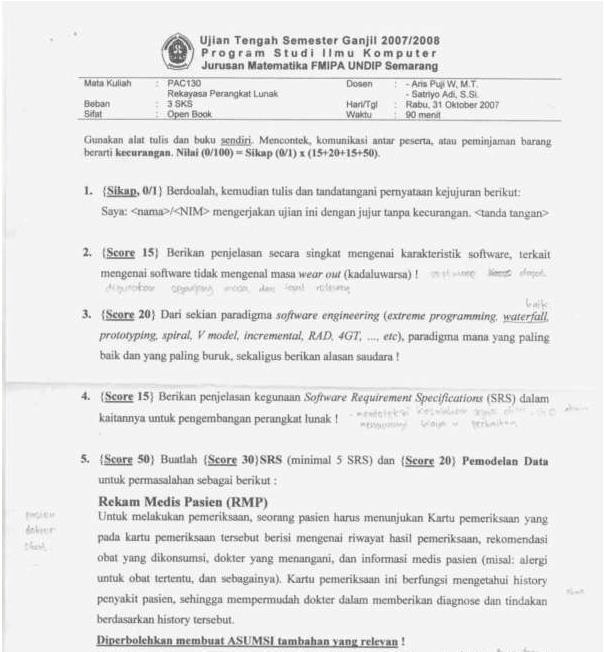 Ujian Tengah Semester Ganjil 2007/2008
Program Studi Ilmu Komputer
Jurusan Matematika FMIPA UNDIP Semarang
Mata Kuliah : PAC130 Dosen : - Aris Puji W, M.T.
Rekayasa Perangkat Lunak - Satriyo Adi, S.Si.
Beban : 3 SKS Hari/Tgl : Rabu, 31 Oktober 2007
Sifat : Open Book Waktu : 90 menit
Gunakan alat tulis dan buku sendiri. Mencontek, komunikasi antar peserta, atau peminjaman barang
berarti kecurangan. Nilai (0/100) = Sikap (0/1) x (15+20+15+50).
1. {Sikap, 0/1} Berdoalah, kemudian tulis dan tandatangani pernyataan kejujuran berikut:
Saya: <nama>/<NIM> mengerjakan ujian ini dengan jujur tanpa kecurangan. <tanda tangan>
2. {Score 15} Berikan penjelasan secara singkat mengenai karakteristik software, terkait
mengenai software tidak mengenal masa wear out (kadaluwarsa) ! software dapat
digunakan sepanjang masa dan
baik
3. {Score 20} Dari sekian paradigma software engineering (extreme programming, waterfall,
prototyping, spiral, V model, incremental, RAD, 4GT, ..., etc), paradigma mana yang paling
baik dan yang paling buruk, sekaligus berikan alasan saudara !
4. {Score 15} Berikan penjelasan kegunaan Software Requirement Specifications (SRS) dalam
kaitannya untuk pengembangan perangkat lunak ! - mendeteksi kesalahan
mengurangi biaya perbaikan
5. {Score 50} Buatlah {Score 30}SRS (minimal 5 SRS) dan {Score 20} Pemodelan Data
untuk permasalahan sebagai berikut :
Rekam Medis Pasien (RMP)
pasien
dokter
obat
Untuk melakukan pemeriksaan, seorang pasien harus menunjukan Kartu pemeriksaan yang
pada kartu pemeriksaan tersebut berisi mengenai riwayat hasil pemeriksaan, rekomendasi
obat yang dikonsumsi, dokter yang menangani, dan informasi medis pasien (misal: alergi
untuk obat tertentu, dan sebagainya). Kartu pemeriksaan ini berfungsi mengetahui history
penyakit pasien, sehingga mempermudah dokter dalam memberikan diagnose dan tindakan
berdasarkan history tersebut.
Diperbolehkan membuat ASUMSI tambahan yang relevan !